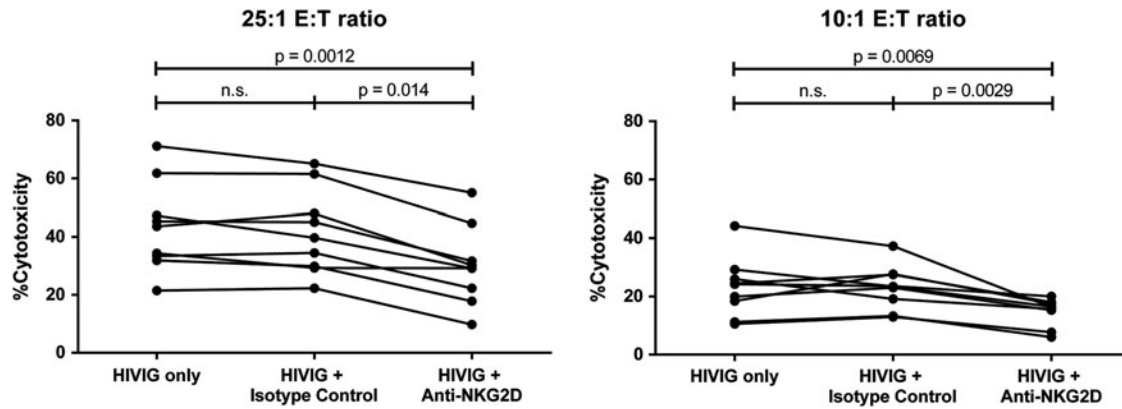 25:1 E:T ratio
p = 0.0012
n.s.
p = 0.014
80
60
40
20
0
%Cytotoxicity
HIVIG only
HIVIG +
Isotype Control
HIVIG +
Anti-NKG2D
10:1 E:T ratio
p = 0.0069
n.s.
p = 0.0029
80
60
40
20
0
%Cytotoxicity
HIVIG only
HIVIG +
Isotype Control
HIVIG +
Anti-NKG2D